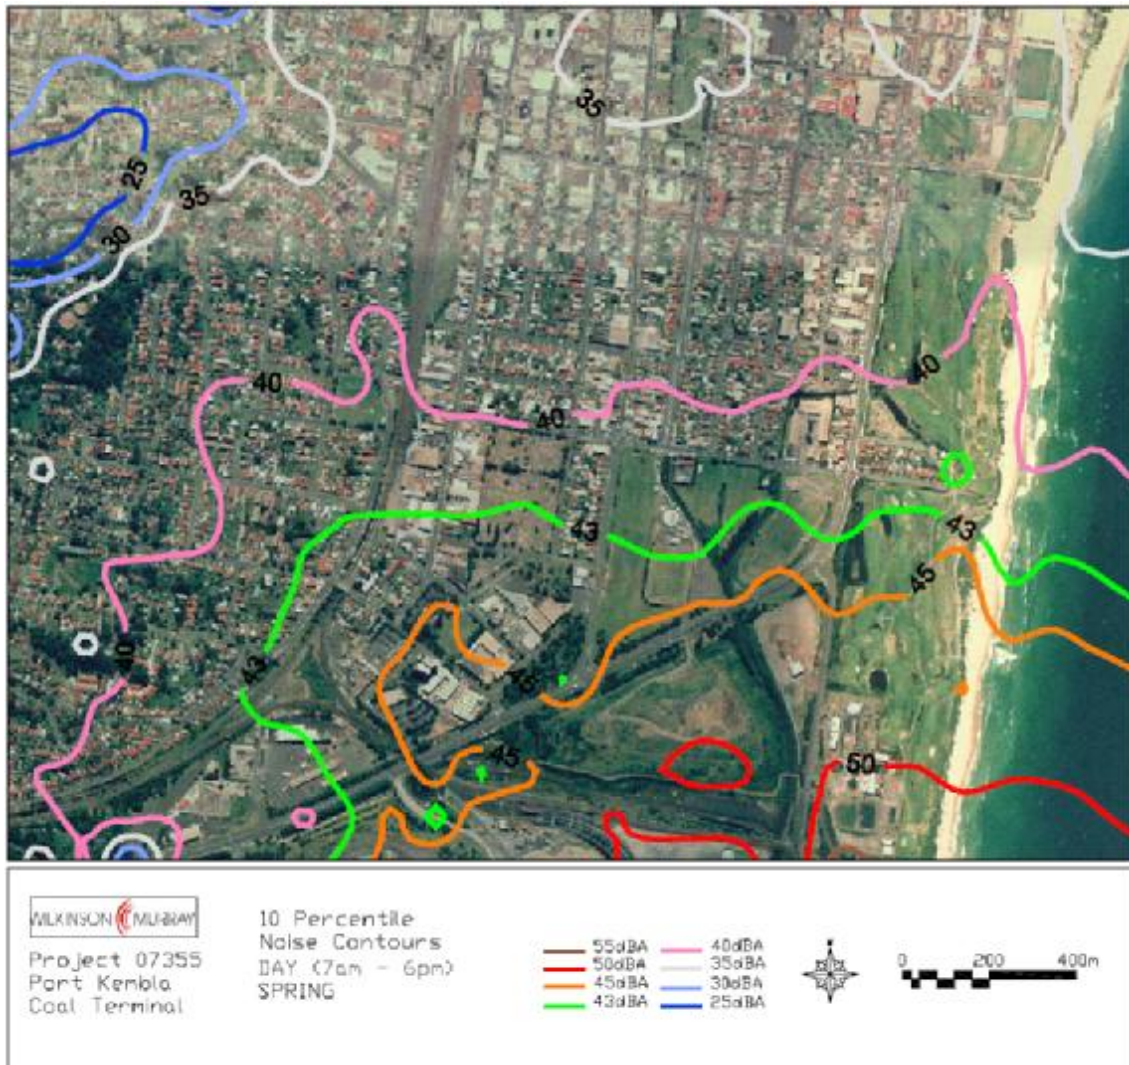 35
25
35
30
40
40
40
43
43
45
40
43
45
45
50
WILKINSON MURRAY
Project 07355
Port Kembla
Coal Terminal
10 Percentile
Noise Contours
DAY (7am - 6pm)
SPRING
55dBA
50dBA
45dBA
43dBA
40dBA
35dBA
30dBA
25dBA
0 200 400m